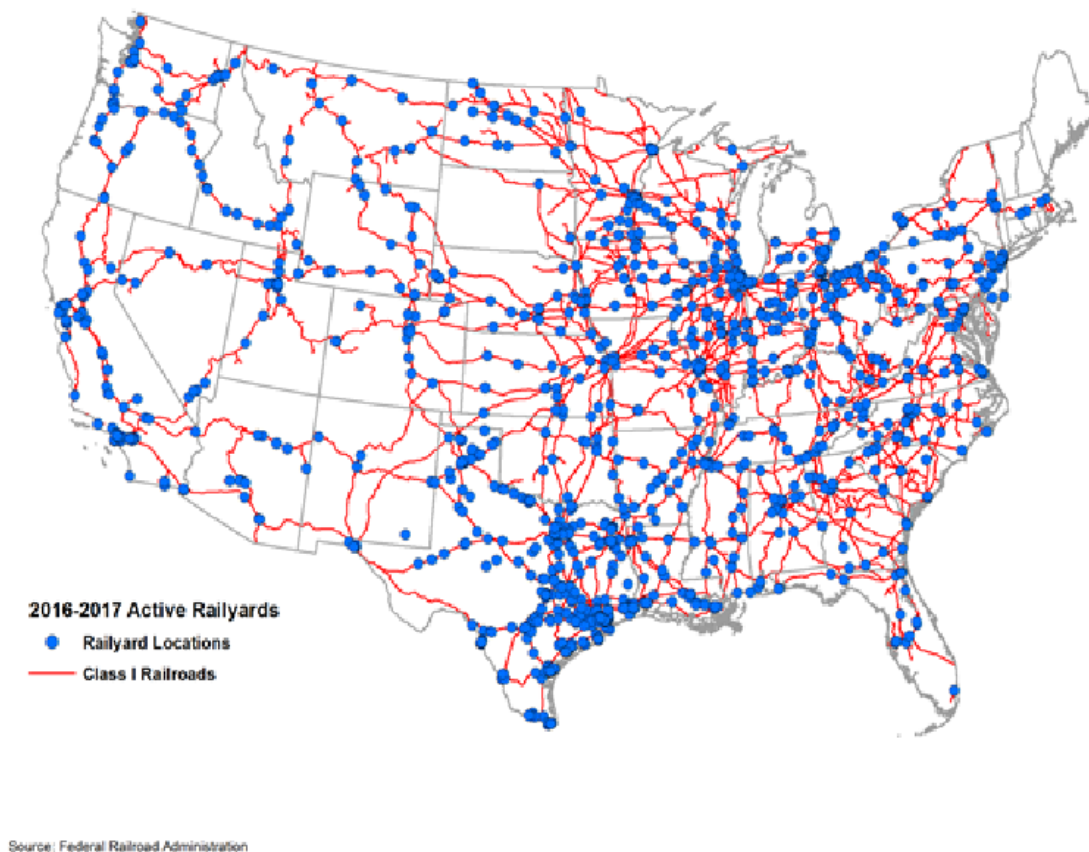 2016-2017 Active Railyards
Railyard Locations
Class I Railroads
Source: Federal Railroad Administration